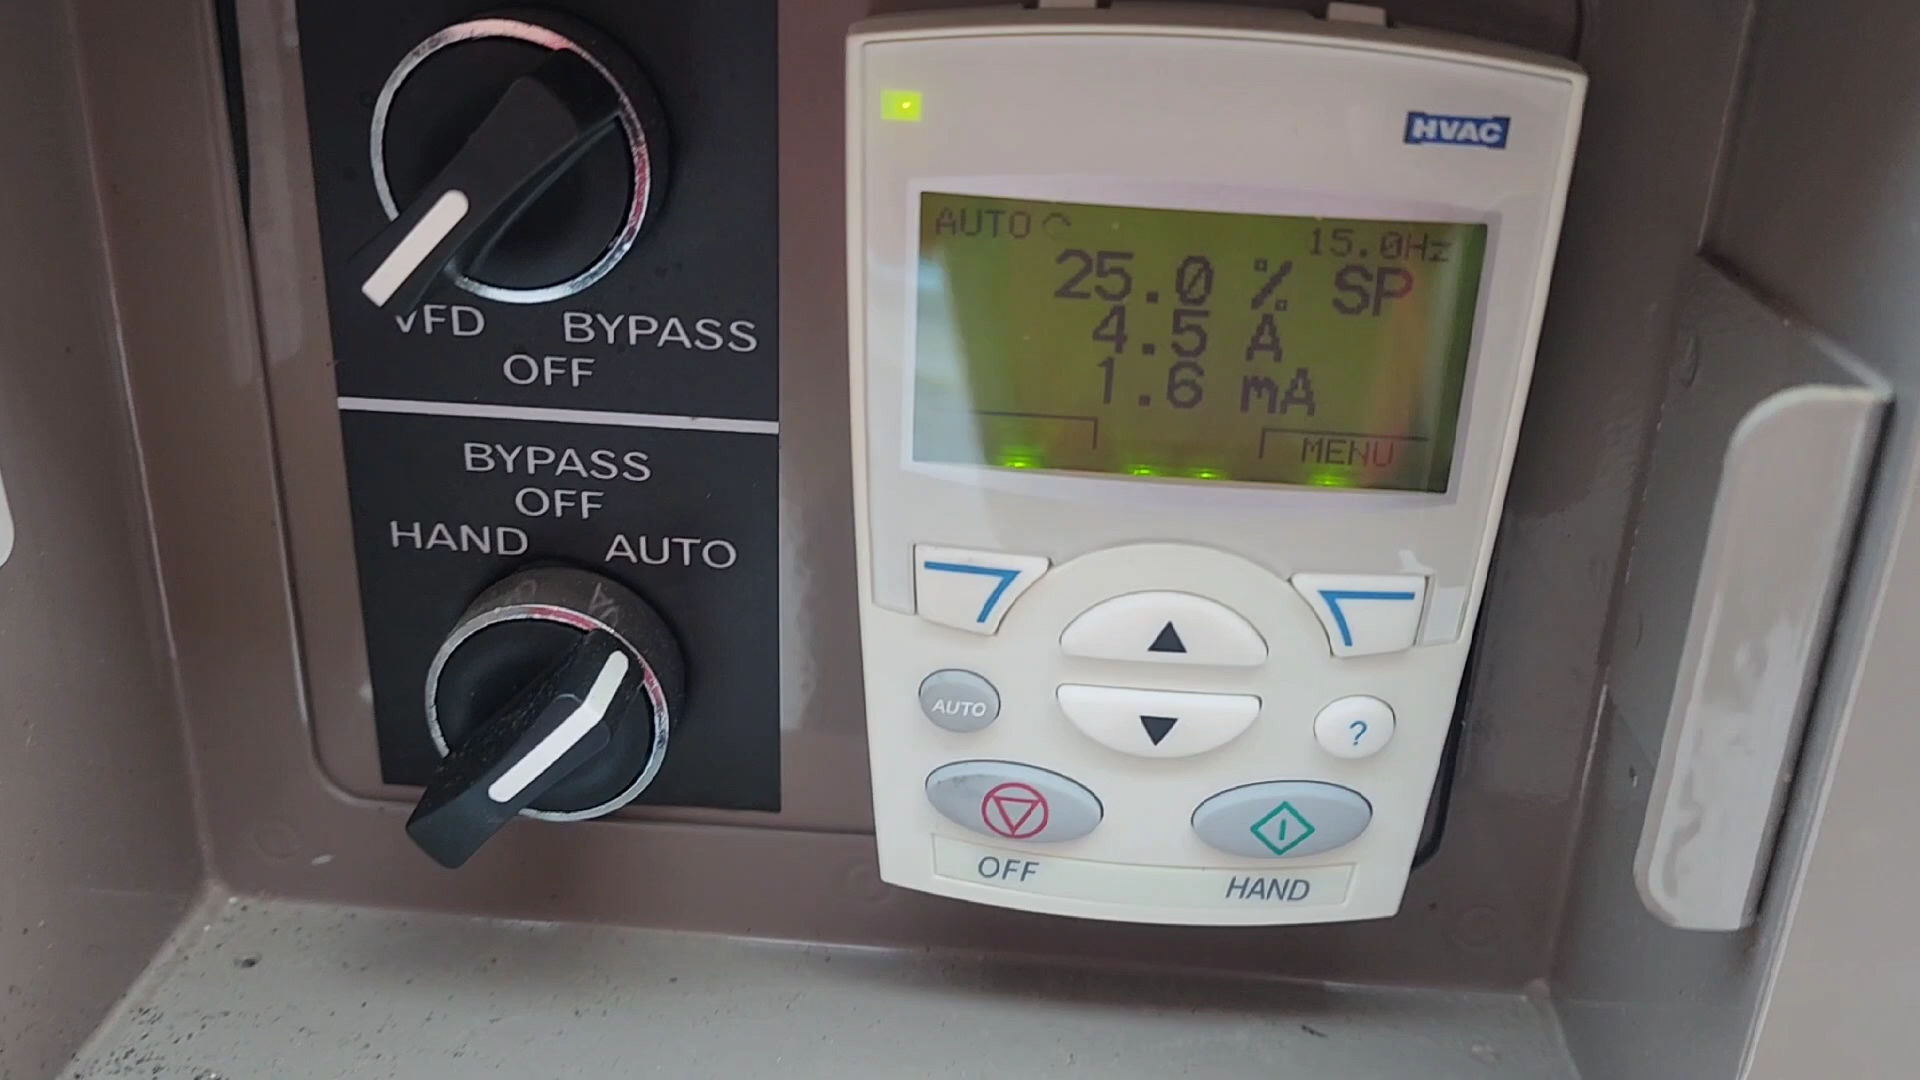 VFD BYPASS
OFF
BYPASS
OFF
HAND AUTO
HVAC
AUTO 15.0Hz
25.0 % SP
4.5 A
1.6 mA
MENU
AUTO
?
OFF HAND